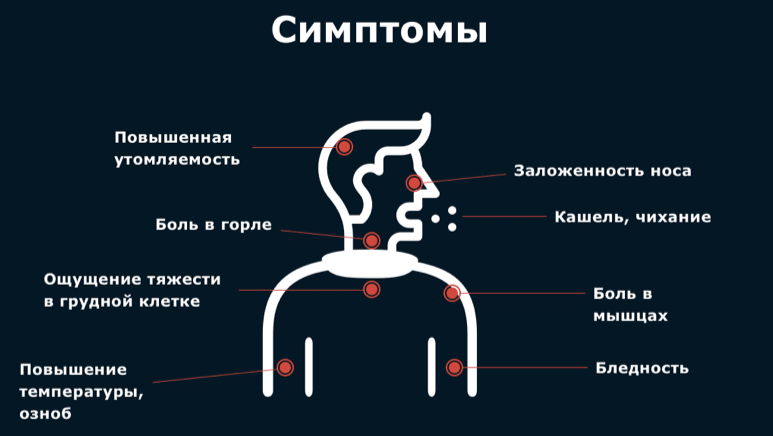 Симптомы
Повышенная
утомляемость
Заложенность носа
Кашель, чихание
Боль в горле
Ощущение тяжести
в грудной клетке
Боль в
мышцах
Повышение
температуры,
озноб
Бледность